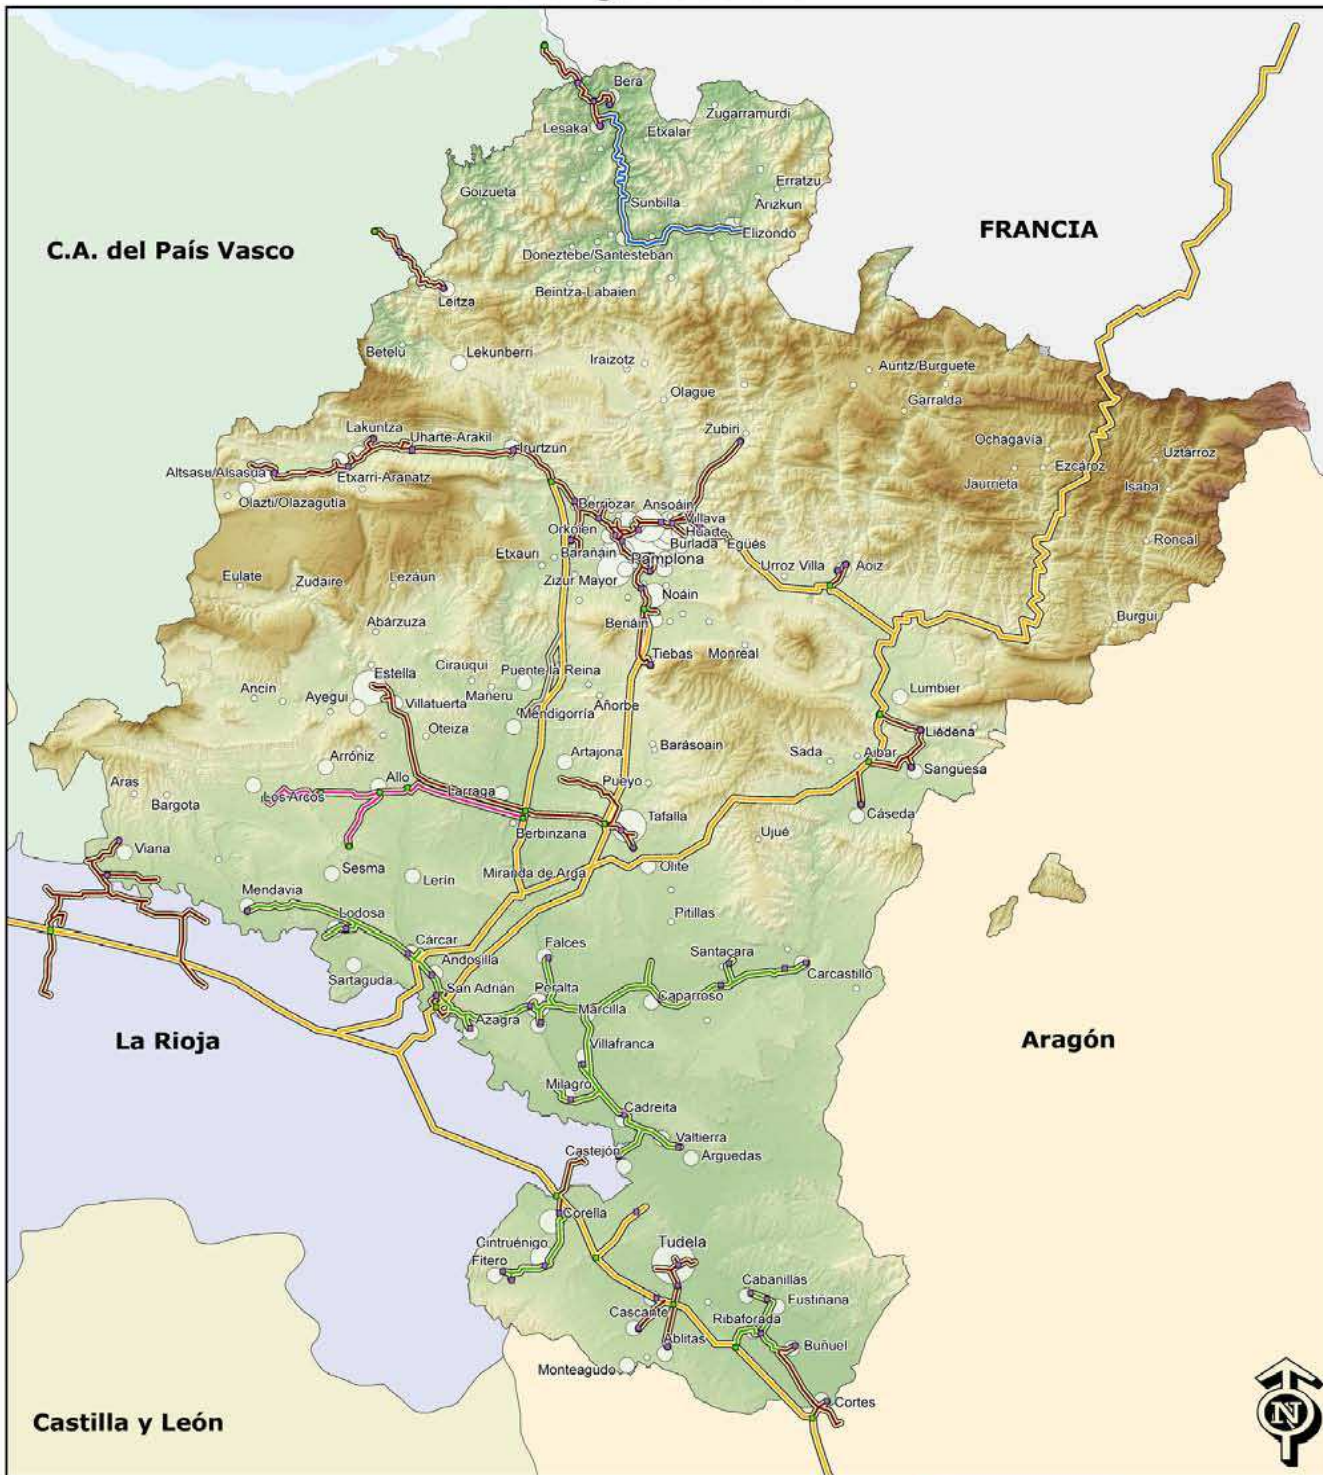 Bera
Zugarramurdi
Lesaka
Etxalar
Erratzu
Goizueta
Sunbilla
Arizkun
FRANCIA
Elizondo
C.A. del País Vasco
Doneztebe/Santesteban
Beintza-Labaien
Leitza
Betelu
Lekunberri
Iraizotz
Auritz/Burguete
Olague
Garralda
Lakuntza
Zubiri
Uharte-Arakil
Irurtzun
Ochagavía
Uztárroz
Ezcároz
Altsasu/Alsasua
Etxarri-Aranatz
Jaurrieta
Isaba
Olazti/Olazagutía
Berriozar
Ansoáin
Villava
Orkoien
Huarte
Burlada
Egüés
Roncal
Etxauri
Barañáin
Pamplona
Urroz Villa
Aoiz
Eulate
Zudaire
Lezáun
Zizur Mayor
Noáin
Burgui
Abárzuza
Beriáin
Tiebas
Monreal
Estella
Cirauqui
Puente la Reina
Ancín
Ayegui
Villatuerta
Mañeru
Lumbier
Añorbe
Mendigorría
Oteiza
Liédena
Arróniz
Artajona
Barásoain
Sada
Aibar
Sangüesa
Aras
Allo
Larraga
Pueyo
Los Arcos
Bargota
Cáseda
Tafalla
Berbinzana
Ujué
Viana
Sesma
Lerín
Miranda de Arga
Olite
Mendavia
Lodosa
Pitillas
Cárcar
Falces
Santacara
Andosilla
Carcastillo
Sartaguda
San Adrián
Peralta
Caparroso
Marcilla
Azagra
La Rioja
Aragón
Villafranca
Milagro
Cadreita
Valtierra
Castejón
Arguedas
Corella
Cintruénigo
Tudela
Fitero
Cabanillas
Fustiñana
Cascante
Ribaforada
Ablitas
Buñuel
Monteagudo
Cortes
Castilla y León
N